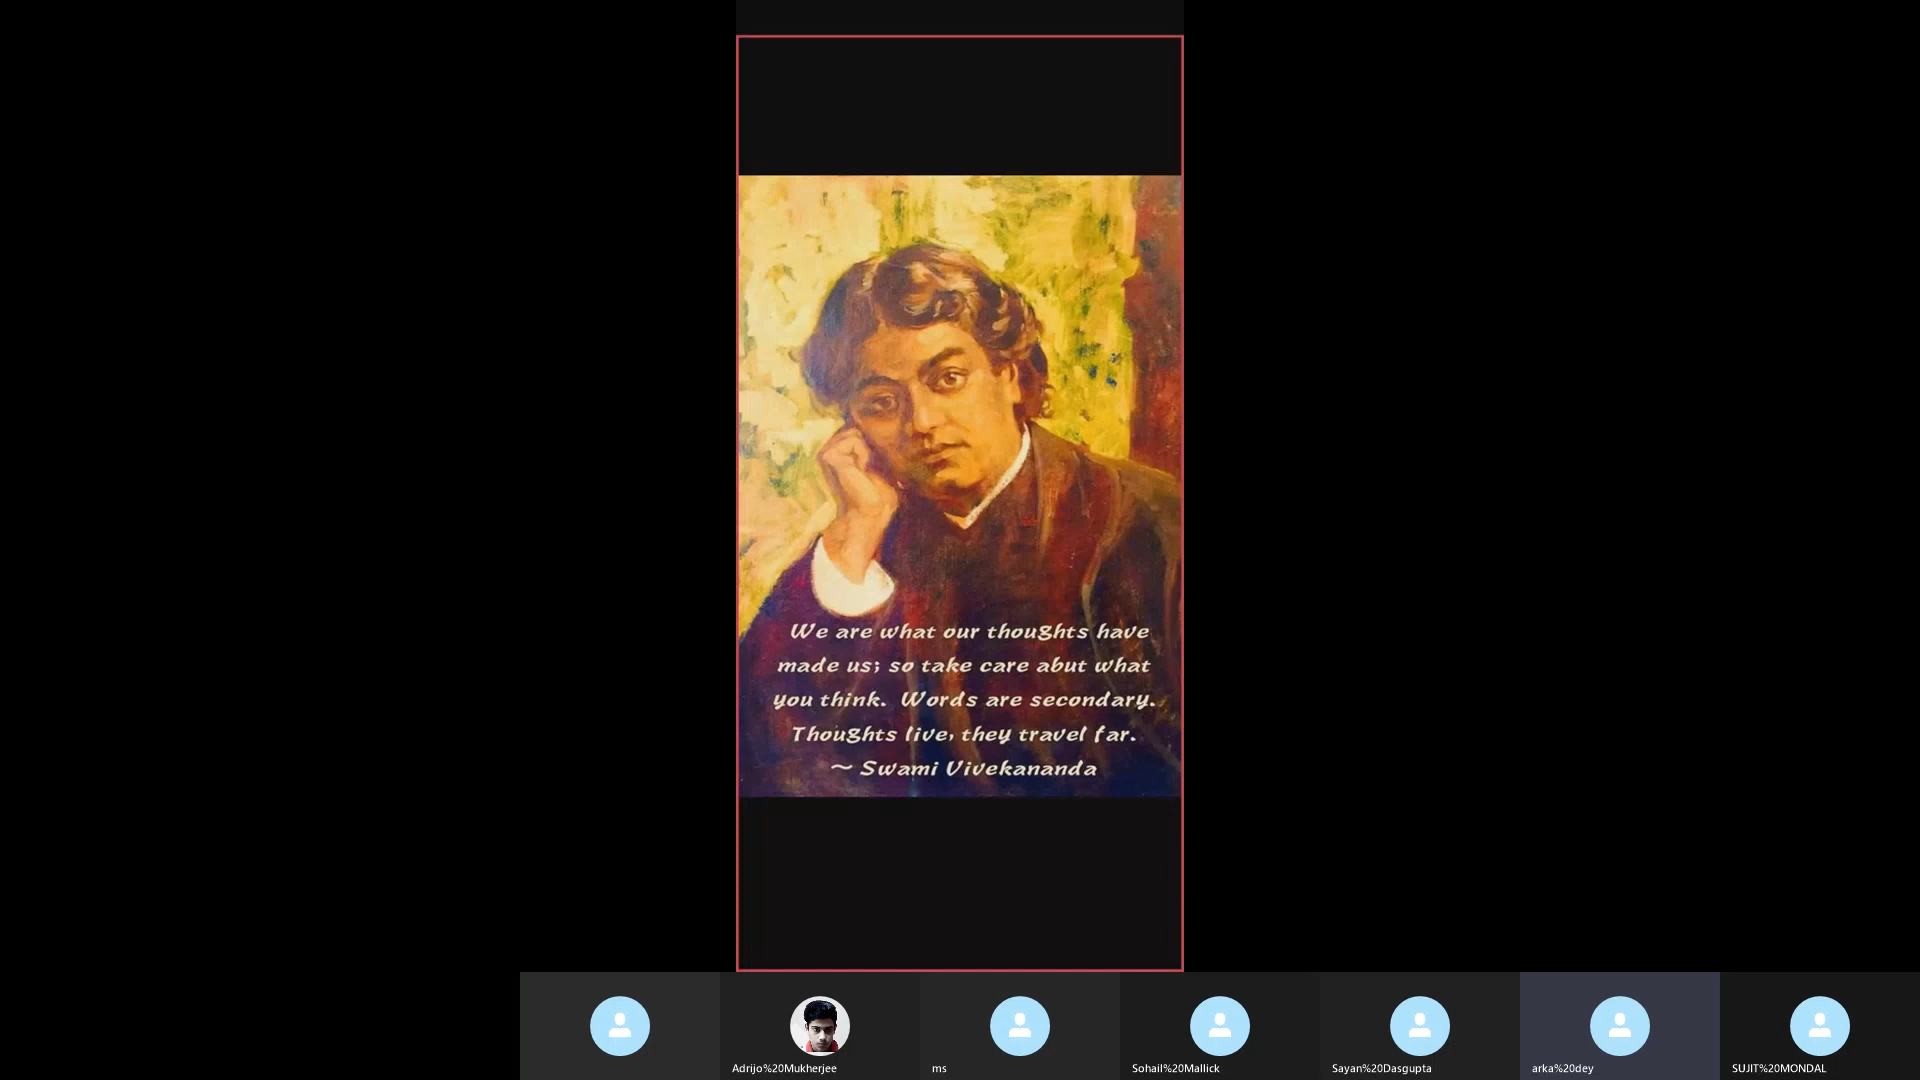 We are what our thoughts have
made us; so take care abut what
you think. Words are secondary.
Thoughts live, they travel far.
~ Swami Vivekananda
Adrijo%20Mukherjee
ms
Sohail%20Mallick
Sayan%20Dasgupta
arka%20dey
SUJIT%20MONDAL